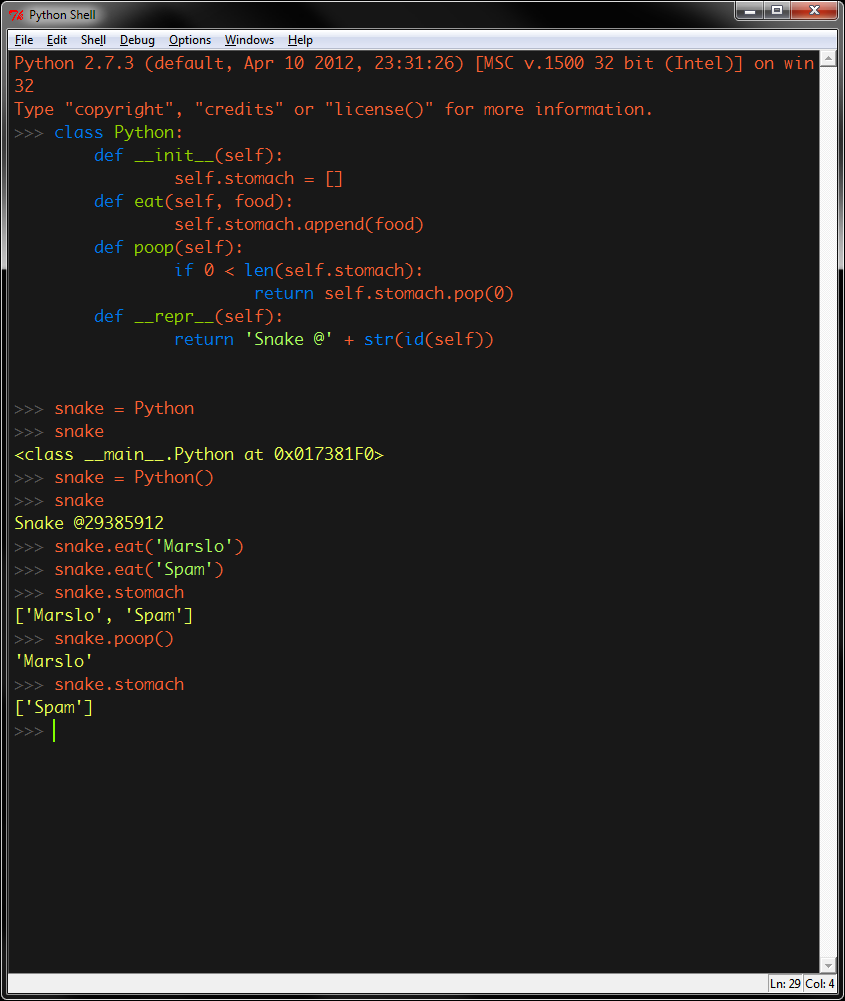 Python Shell
File Edit Shell Debug Options Windows Help
Python 2.7.3 (default, Apr 10 2012, 23:31:26) [MSC v.1500 32 bit (Intel)] on win
32
Type "copyright", "credits" or "license()" for more information.
>>> class Python:
        def __init__(self):
                self.stomach = []
        def eat(self, food):
                self.stomach.append(food)
        def poop(self):
                if 0 < len(self.stomach):
                        return self.stomach.pop(0)
        def __repr__(self):
                return 'Snake @' + str(id(self))
>>> snake = Python
>>> snake
<class __main__.Python at 0x017381F0>
>>> snake = Python()
>>> snake
Snake @29385912
>>> snake.eat('Marslo')
>>> snake.eat('Spam')
>>> snake.stomach
['Marslo', 'Spam']
>>> snake.poop()
'Marslo'
>>> snake.stomach
['Spam']
>>>
Ln: 29 Col: 4